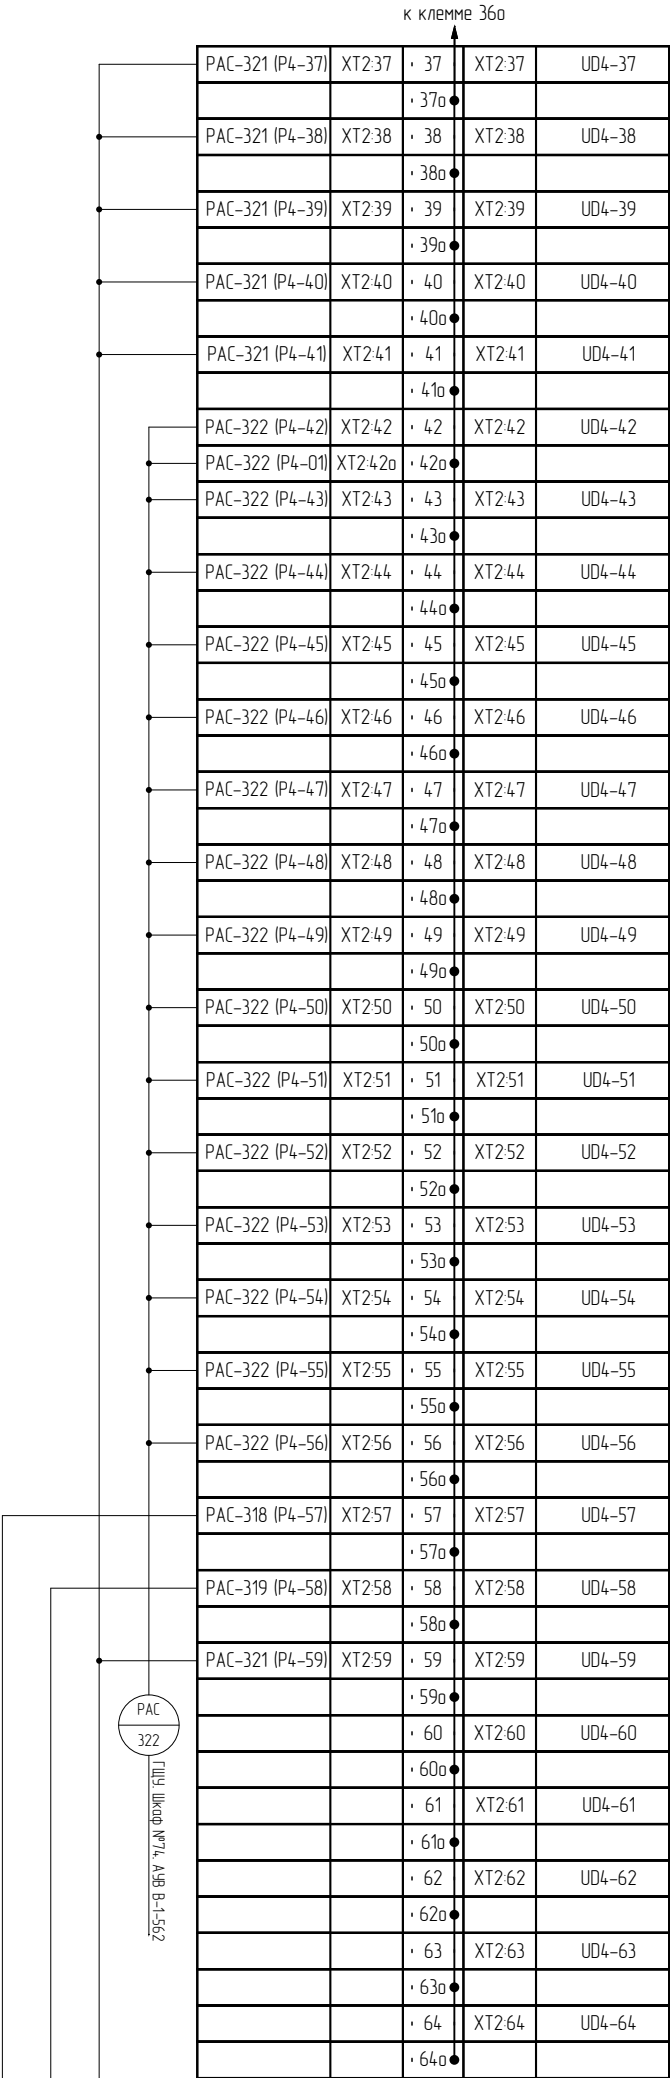 к клемме 36о
РАС-321 (Р4-37) ХТ2:37 37 ХТ2:37 UD4-37
37о
РАС-321 (Р4-38) ХТ2:38 38 ХТ2:38 UD4-38
38о
РАС-321 (Р4-39) ХТ2:39 39 ХТ2:39 UD4-39
39о
РАС-321 (Р4-40) ХТ2:40 40 ХТ2:40 UD4-40
40о
РАС-321 (Р4-41) ХТ2:41 41 ХТ2:41 UD4-41
41о
РАС-322 (Р4-42) ХТ2:42 42 ХТ2:42 UD4-42
РАС-322 (Р4-01) ХТ2:42о 42о
РАС-322 (Р4-43) ХТ2:43 43 ХТ2:43 UD4-43
43о
РАС-322 (Р4-44) ХТ2:44 44 ХТ2:44 UD4-44
44о
РАС-322 (Р4-45) ХТ2:45 45 ХТ2:45 UD4-45
45о
РАС-322 (Р4-46) ХТ2:46 46 ХТ2:46 UD4-46
46о
РАС-322 (Р4-47) ХТ2:47 47 ХТ2:47 UD4-47
47о
РАС-322 (Р4-48) ХТ2:48 48 ХТ2:48 UD4-48
48о
РАС-322 (Р4-49) ХТ2:49 49 ХТ2:49 UD4-49
49о
РАС-322 (Р4-50) ХТ2:50 50 ХТ2:50 UD4-50
50о
РАС-322 (Р4-51) ХТ2:51 51 ХТ2:51 UD4-51
51о
РАС-322 (Р4-52) ХТ2:52 52 ХТ2:52 UD4-52
52о
РАС-322 (Р4-53) ХТ2:53 53 ХТ2:53 UD4-53
53о
РАС-322 (Р4-54) ХТ2:54 54 ХТ2:54 UD4-54
54о
РАС-322 (Р4-55) ХТ2:55 55 ХТ2:55 UD4-55
55о
РАС-322 (Р4-56) ХТ2:56 56 ХТ2:56 UD4-56
56о
РАС-318 (Р4-57) ХТ2:57 57 ХТ2:57 UD4-57
57о
РАС-319 (Р4-58) ХТ2:58 58 ХТ2:58 UD4-58
58о
РАС-321 (Р4-59) ХТ2:59 59 ХТ2:59 UD4-59
59о
60 ХТ2:60 UD4-60
60о
61 ХТ2:61 UD4-61
61о
62 ХТ2:62 UD4-62
62о
63 ХТ2:63 UD4-63
63о
64 ХТ2:64 UD4-64
64о
РАС
322
ГЩУ. Шкаф №74. АУВ В-1-562